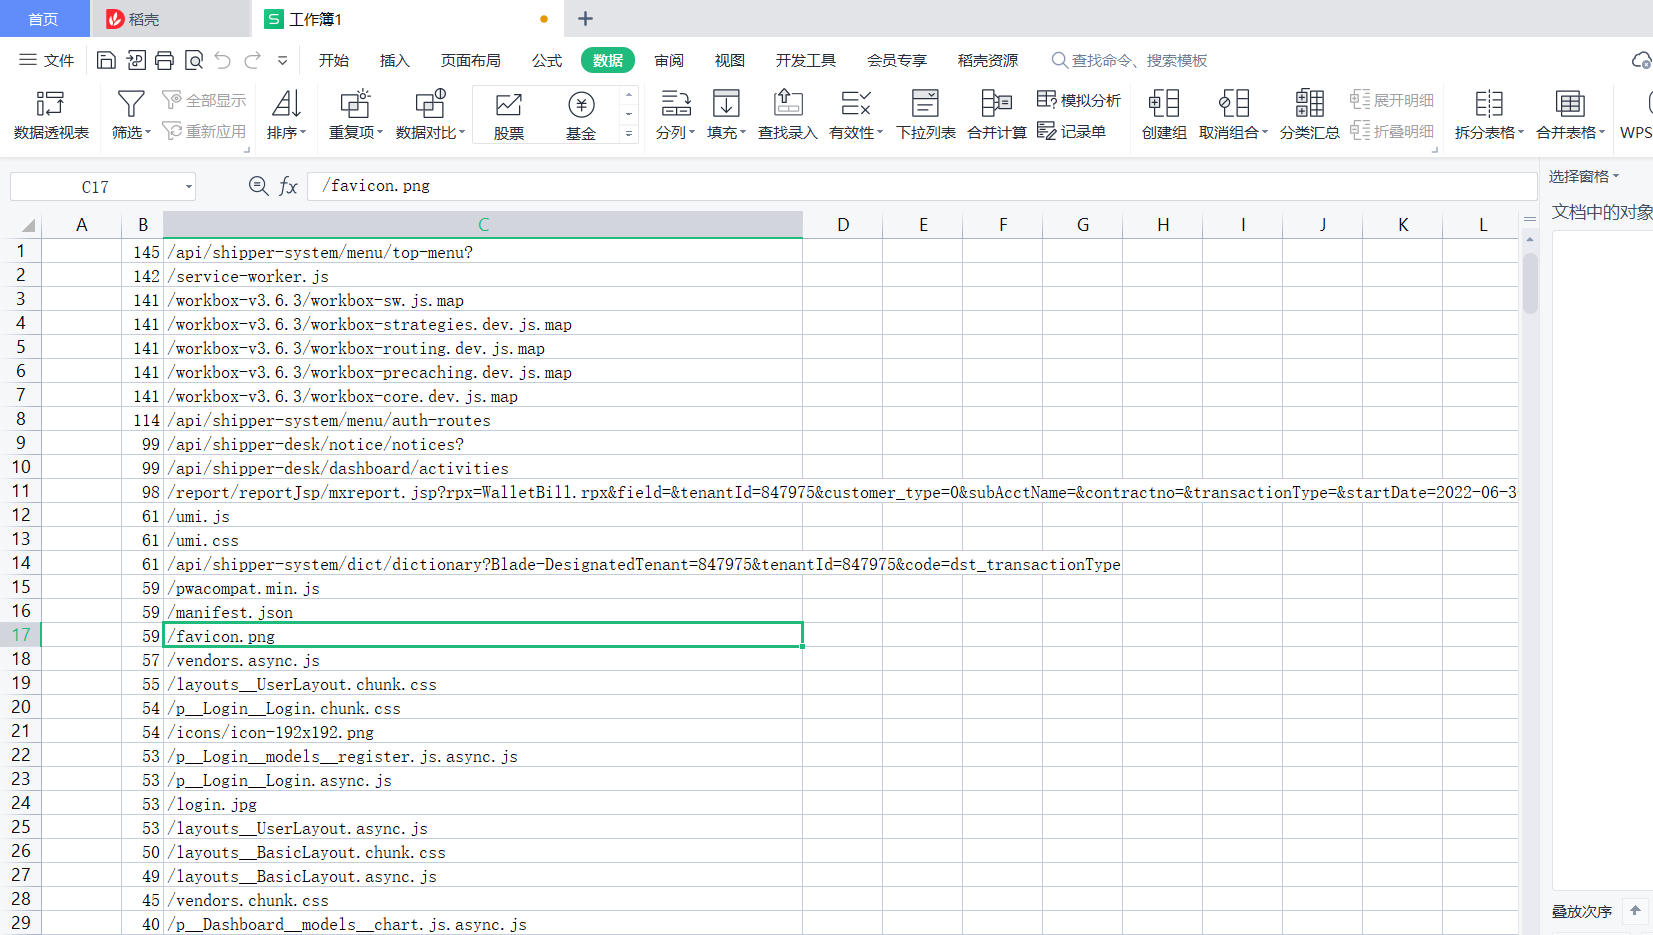 首页 稻壳 S 工作簿1 +
文件 开始 插入 页面布局 公式 数据 审阅 视图 开发工具 会员专享 稻壳资源 查找命令、搜索模板
全部显示 模拟分析 展开明细
数据透视表 筛选 重新应用 排序 重复项 数据对比 股票 基金 分列 填充 查找录入 有效性 下拉列表 合并计算 记录单 创建组 取消组合 分类汇总 折叠明细 拆分表格 合并表格 WPS
C17 fx /favicon.png 选择窗格
文档中的对象
A B C D E F G H I J K L
1 145 /api/shipper-system/menu/top-menu?
2 142 /service-worker.js
3 141 /workbox-v3.6.3/workbox-sw.js.map
4 141 /workbox-v3.6.3/workbox-strategies.dev.js.map
5 141 /workbox-v3.6.3/workbox-routing.dev.js.map
6 141 /workbox-v3.6.3/workbox-precaching.dev.js.map
7 141 /workbox-v3.6.3/workbox-core.dev.js.map
8 114 /api/shipper-system/menu/auth-routes
9 99 /api/shipper-desk/notice/notices?
10 99 /api/shipper-desk/dashboard/activities
11 98 /report/reportJsp/mxreport.jsp?rpx=WalletBill.rpx&field=&tenantId=847975&customer_type=0&subAcctName=&contractno=&transactionType=&startDate=2022-06-3
12 61 /umi.js
13 61 /umi.css
14 61 /api/shipper-system/dict/dictionary?Blade-DesignatedTenant=847975&tenantId=847975&code=dst_transactionType
15 59 /pwacompat.min.js
16 59 /manifest.json
17 59 /favicon.png
18 57 /vendors.async.js
19 55 /layouts__UserLayout.chunk.css
20 54 /p__Login__Login.chunk.css
21 54 /icons/icon-192x192.png
22 53 /p__Login__models__register.js.async.js
23 53 /p__Login__Login.async.js
24 53 /login.jpg
25 53 /layouts__UserLayout.async.js
26 50 /layouts__BasicLayout.chunk.css
27 49 /layouts__BasicLayout.async.js
28 45 /vendors.chunk.css
29 40 /p__Dashboard__models__chart.js.async.js
叠放次序